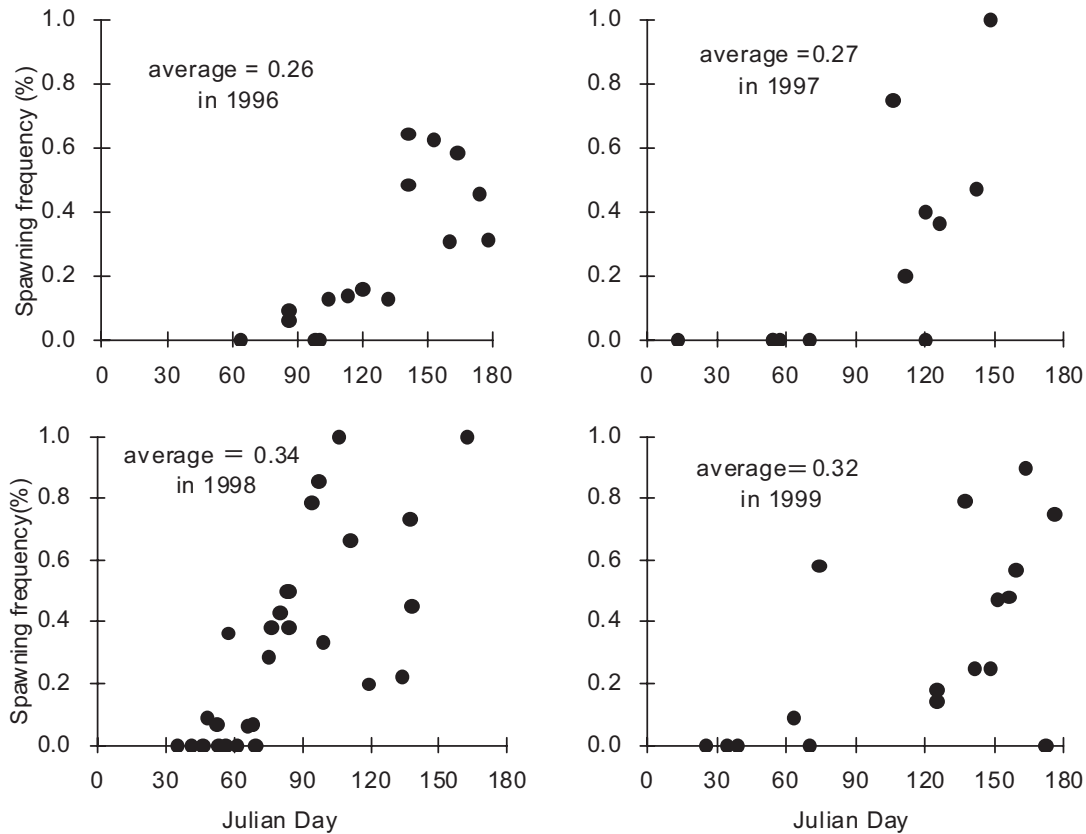 1.0
0.8
0.6
0.4
0.2
0.0
Spawning frequency (%)
average = 0.26
in 1996
0 30 60 90 120 150 180
1.0
0.8
0.6
0.4
0.2
0.0
average =0.27
in 1997
0 30 60 90 120 150 180
1.0
0.8
0.6
0.4
0.2
0.0
Spawning frequency(%)
average = 0.34
in 1998
0 30 60 90 120 150 180
Julian Day
1.0
0.8
0.6
0.4
0.2
0.0
average=0.32
in 1999
0 30 60 90 120 150 180
Julian Day